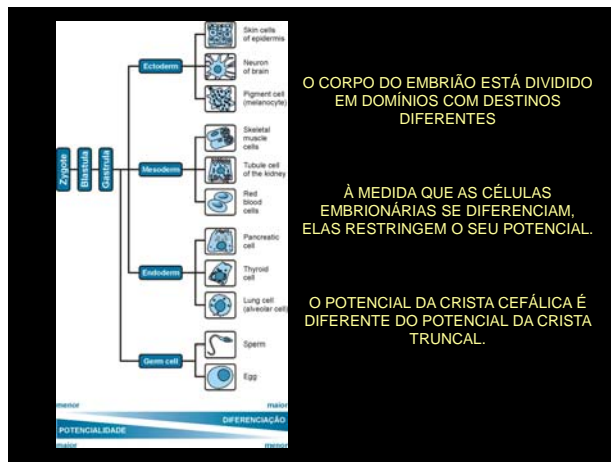 Zygote
Blastula
Gastrula
Ectoderm
Skin cells
of epidermis
Neuron
of brain
Pigment cell
(melanocyte)
Mesoderm
Skeletal
muscle
cells
Tubule cell
of the kidney
Red
blood
cells
Endoderm
Pancreatic
cell
Thyroid
cell
Lung cell
(alveolar cell)
Germ cell
Sperm
Egg
menor
maior
DIFERENCIAÇÃO
POTENCIALIDADE
maior
menor
O CORPO DO EMBRIÃO ESTÁ DIVIDIDO
EM DOMÍNIOS COM DESTINOS
DIFERENTES
À MEDIDA QUE AS CÉLULAS
EMBRIONÁRIAS SE DIFERENCIAM,
ELAS RESTRINGEM O SEU POTENCIAL.
O POTENCIAL DA CRISTA CEFÁLICA É
DIFERENTE DO POTENCIAL DA CRISTA
TRUNCAL.